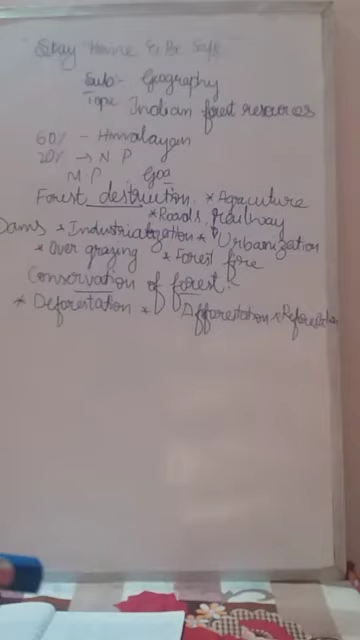 Stay Home & Be Safe
Sub:- Geography
Topic Indian forest resources
60% - Himalayan
20% → N P
M P Goa
Forest destruction. * Agriculture
* Roads, railway
Dams * Industrialization * Urbanization
* Over grazing * Forest fire
Conservation of forest:-
* Deforestation * Afforestation * Reforestation